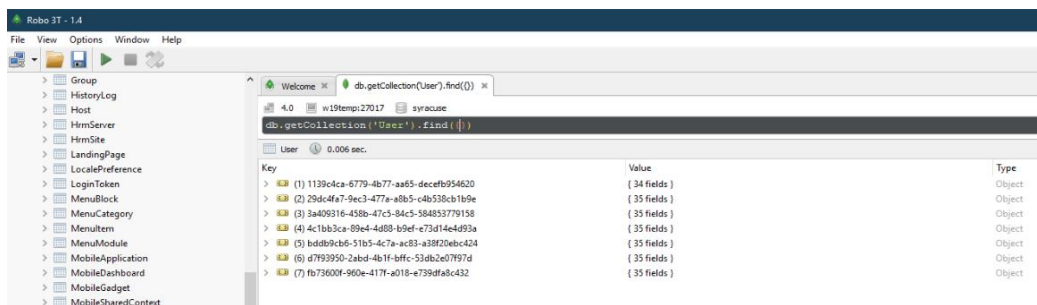 Robo 3T - 1.4
File View Options Window Help
Group
HistoryLog
Host
HrmServer
HrmSite
LandingPage
LocalePreference
LoginToken
MenuBlock
MenuCategory
MenuItem
MenuModule
MobileApplication
MobileDashboard
MobileGadget
MobileSharedContext
Welcome × db.getCollection('User').find({}) ×
4.0 w19temp:27017 syracuse
db.getCollection('User').find({})
User 0.006 sec.
Key Value Type
(1) 1139c4ca-6779-4b77-aa65-decefb954620 { 34 fields } Object
(2) 29dc4fa7-9ec3-477a-a8b5-c4b538cb1b9e { 35 fields } Object
(3) 3a409316-458b-47c5-84c5-584853779158 { 35 fields } Object
(4) 4c1bb3ca-89e4-4d88-b9ef-e73d14e4d93a { 35 fields } Object
(5) bddb9cb6-51b5-4c7a-ac83-a38f20ebc424 { 35 fields } Object
(6) d7f93950-2abd-4b1f-bffc-53db2e07f97d { 35 fields } Object
(7) fb73600f-960e-417f-a018-e739dfa8c432 { 35 fields } Object